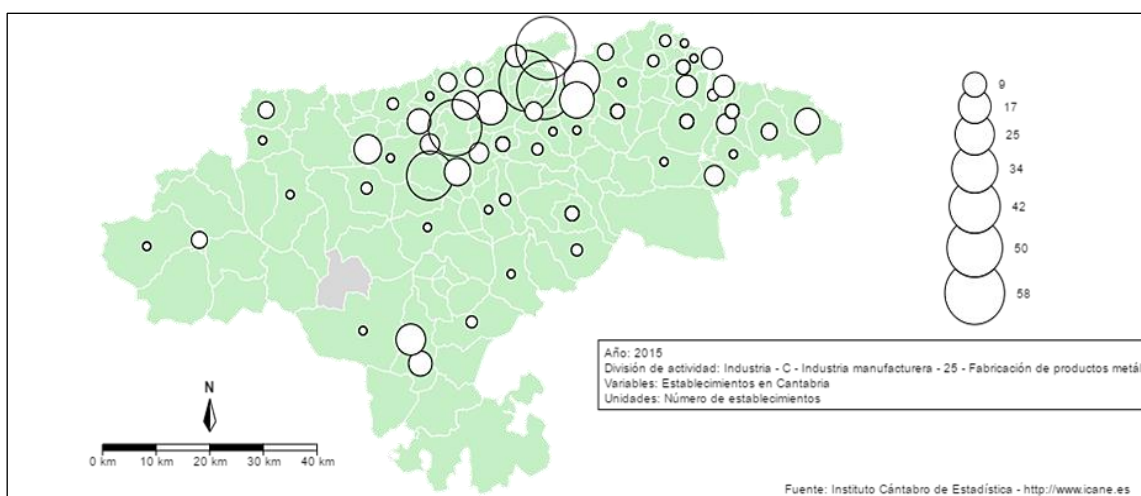 9
17
25
34
42
50
58
Año: 2015
División de actividad: Industria - C - Industria manufacturera - 25 - Fabricación de productos metál
Variables: Establecimientos en Cantabria
Unidades: Número de establecimientos
N
0 km 10 km 20 km 30 km 40 km
Fuente: Instituto Cántabro de Estadística - http://www.icane.es